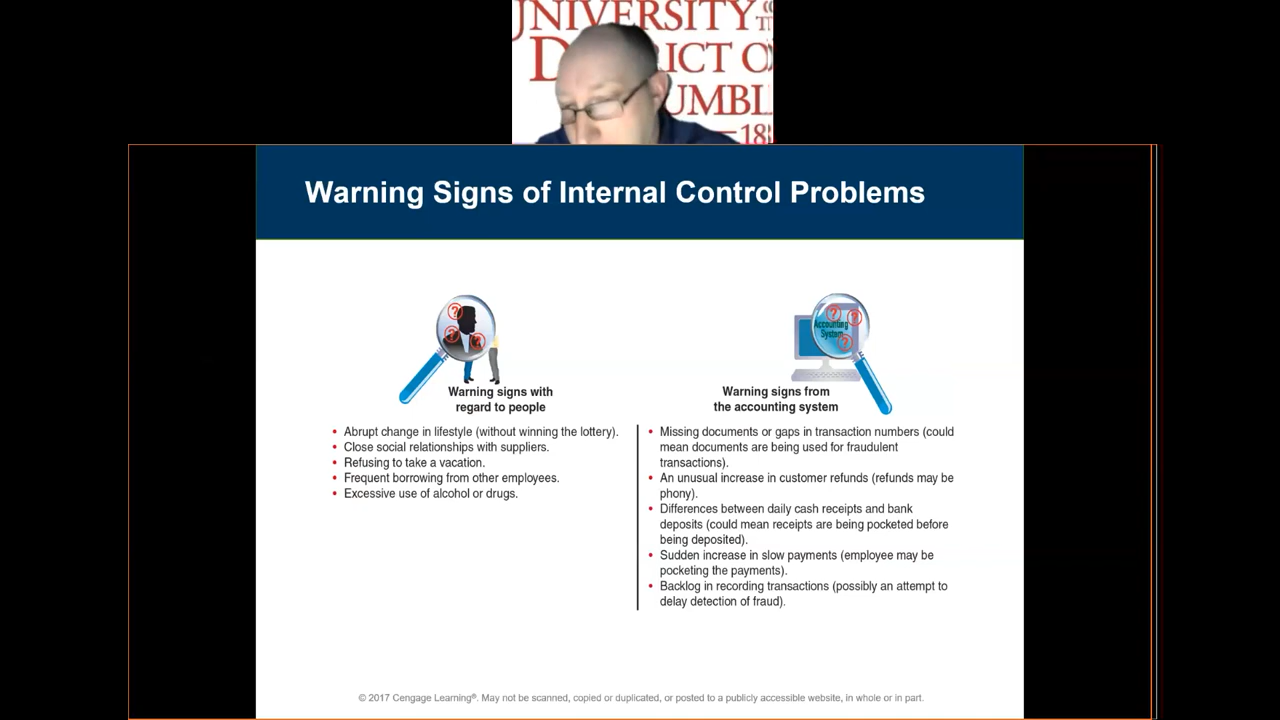 UNIVERSITY
DISTRICT O
UMBI
18
Warning Signs of Internal Control Problems
Accounting
System
Warning signs with
regard to people
• Abrupt change in lifestyle (without winning the lottery).
• Close social relationships with suppliers.
• Refusing to take a vacation.
• Frequent borrowing from other employees.
• Excessive use of alcohol or drugs.
Warning signs from
the accounting system
• Missing documents or gaps in transaction numbers (could
mean documents are being used for fraudulent
transactions).
• An unusual increase in customer refunds (refunds may be
phony).
• Differences between daily cash receipts and bank
deposits (could mean receipts are being pocketed before
being deposited).
• Sudden increase in slow payments (employee may be
pocketing the payments).
• Backlog in recording transactions (possibly an attempt to
delay detection of fraud).
© 2017 Cengage Learning®. May not be scanned, copied or duplicated, or posted to a publicly accessible website, in whole or in part.